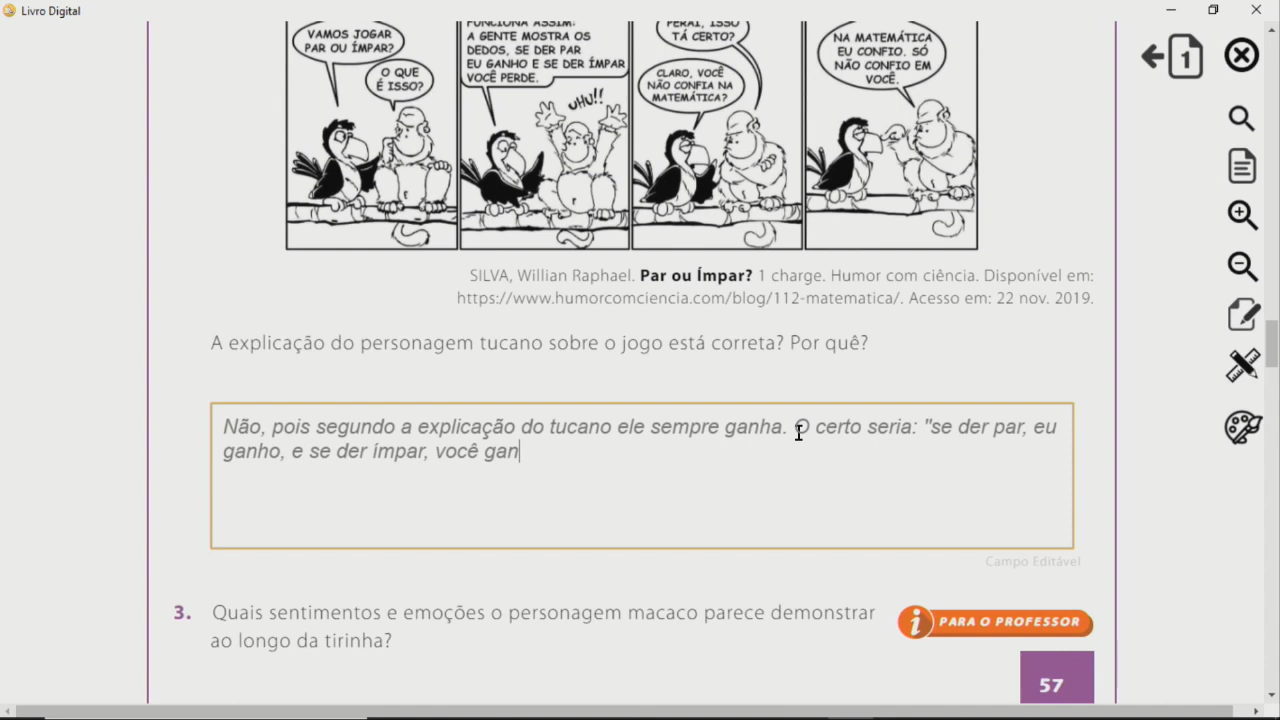 Livro Digital
VAMOS JOGAR
PAR OU ÍMPAR?
O QUE
É ISSO?
FUNCIONA ASSIM:
A GENTE MOSTRA OS
DEDOS, SE DER PAR
EU GANHO E SE DER ÍMPAR
VOCÊ PERDE.
UHU!!
PERAÍ, ISSO
TÁ CERTO?
CLARO, VOCÊ
NÃO CONFIA NA
MATEMÁTICA?
NA MATEMÁTICA
EU CONFIO. SÓ
NÃO CONFIO EM
VOCÊ.
1
SILVA, Willian Raphael. Par ou Ímpar? 1 charge. Humor com ciência. Disponível em:
https://www.humorcomciencia.com/blog/112-matematica/. Acesso em: 22 nov. 2019.
A explicação do personagem tucano sobre o jogo está correta? Por quê?
Não, pois segundo a explicação do tucano ele sempre ganha. O certo seria: "se der par, eu
ganho, e se der ímpar, você gan
Campo Editável
3. Quais sentimentos e emoções o personagem macaco parece demonstrar
ao longo da tirinha?
i PARA O PROFESSOR
57